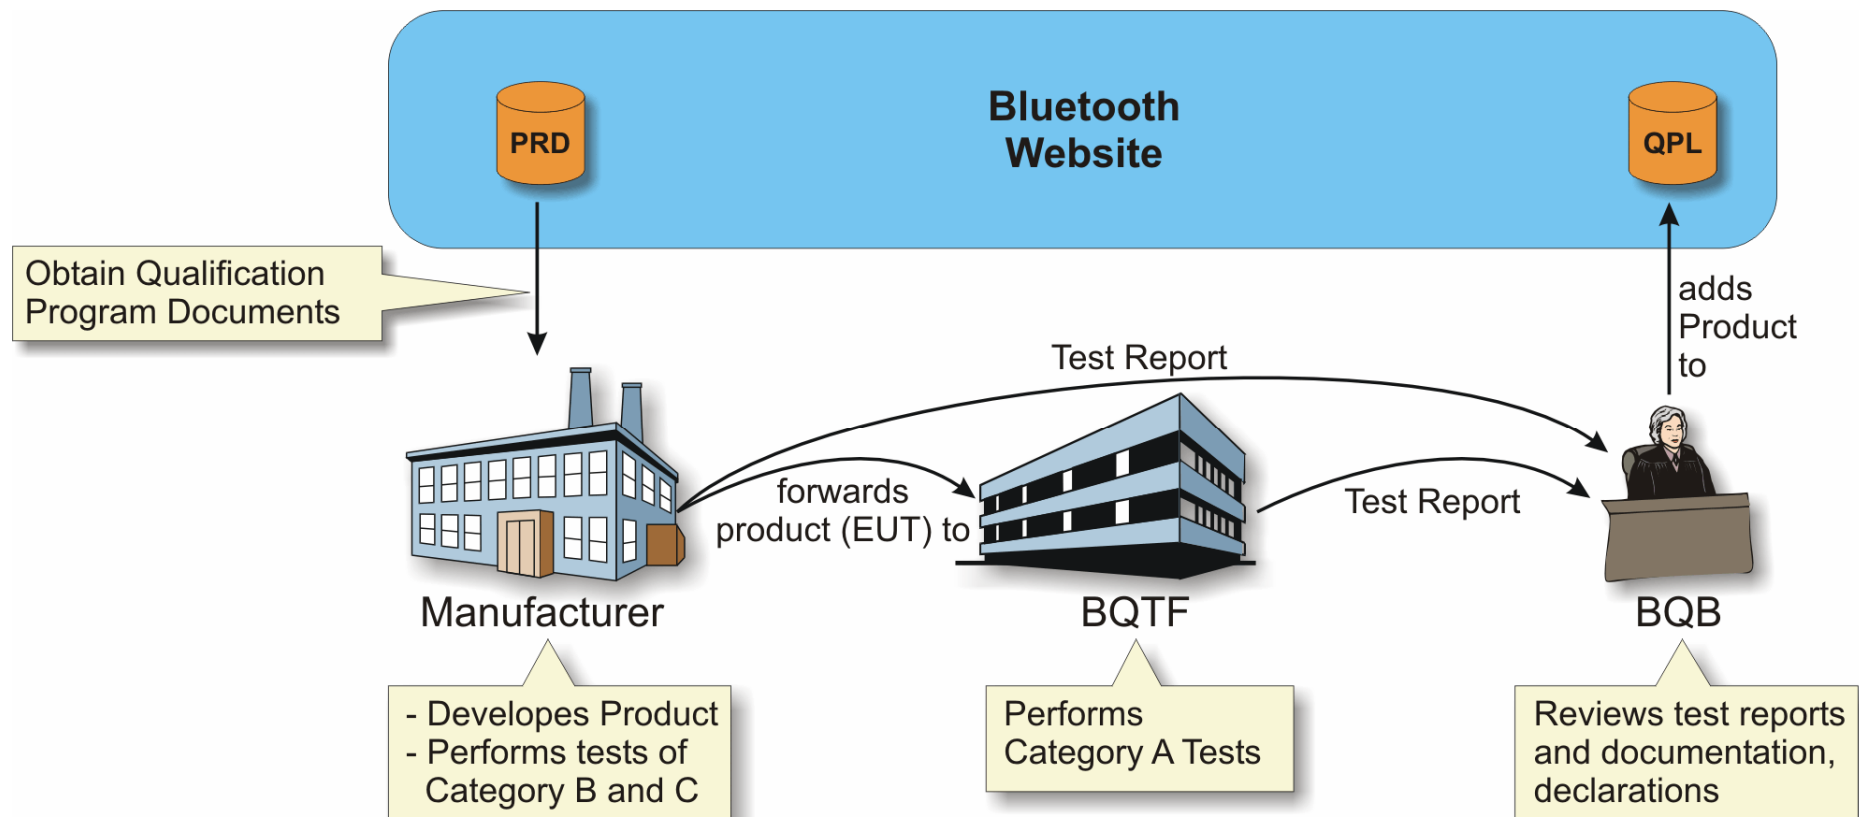 Bluetooth
Website
PRD
QPL
Obtain Qualification
Program Documents
adds
Product
to
Test Report
forwards
product (EUT) to
Test Report
Manufacturer
BQTF
BQB
- Developes Product
- Performs tests of
Category B and C
Performs
Category A Tests
Reviews test reports
and documentation,
declarations